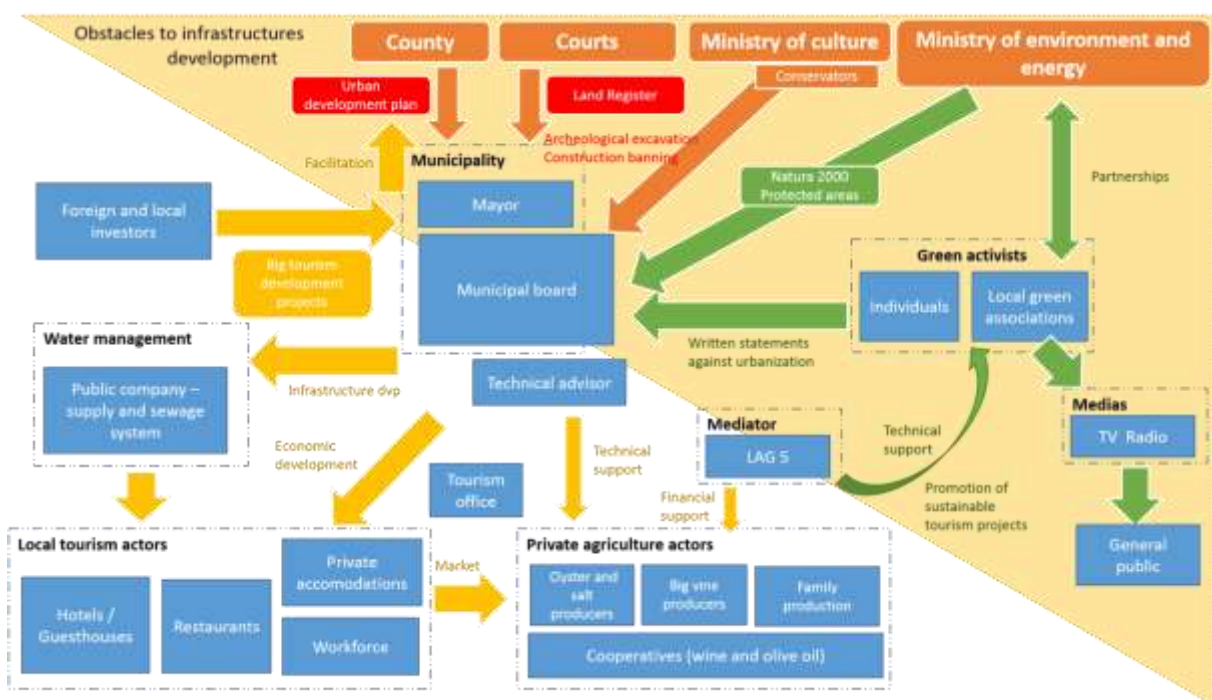 Obstacles to infrastructures
development
County
Courts
Ministry of culture
Conservators
Ministry of environment and
energy
Urban
development plan
Land Register
Archeological excavation
Construction banning
Facilitation
Municipality
Mayor
Municipal board
Natura 2000
Protected areas
Partnerships
Foreign and local
investors
Big tourism
development
projects
Green activists
Individuals
Local green
associations
Written statements
against urbanization
Water management
Public company –
supply and sewage
system
Infrastructure dvp
Technical advisor
Medias
TV Radio
Mediator
LAG 5
Technical
support
Economic
development
Technical
support
Tourism
office
Financial
support
Promotion of
sustainable
tourism projects
General
public
Local tourism actors
Hotels /
Guesthouses
Restaurants
Private
accomodations
Workforce
Market
Private agriculture actors
Oyster and
salt
producers
Big vine
producers
Family
production
Cooperatives (wine and olive oil)